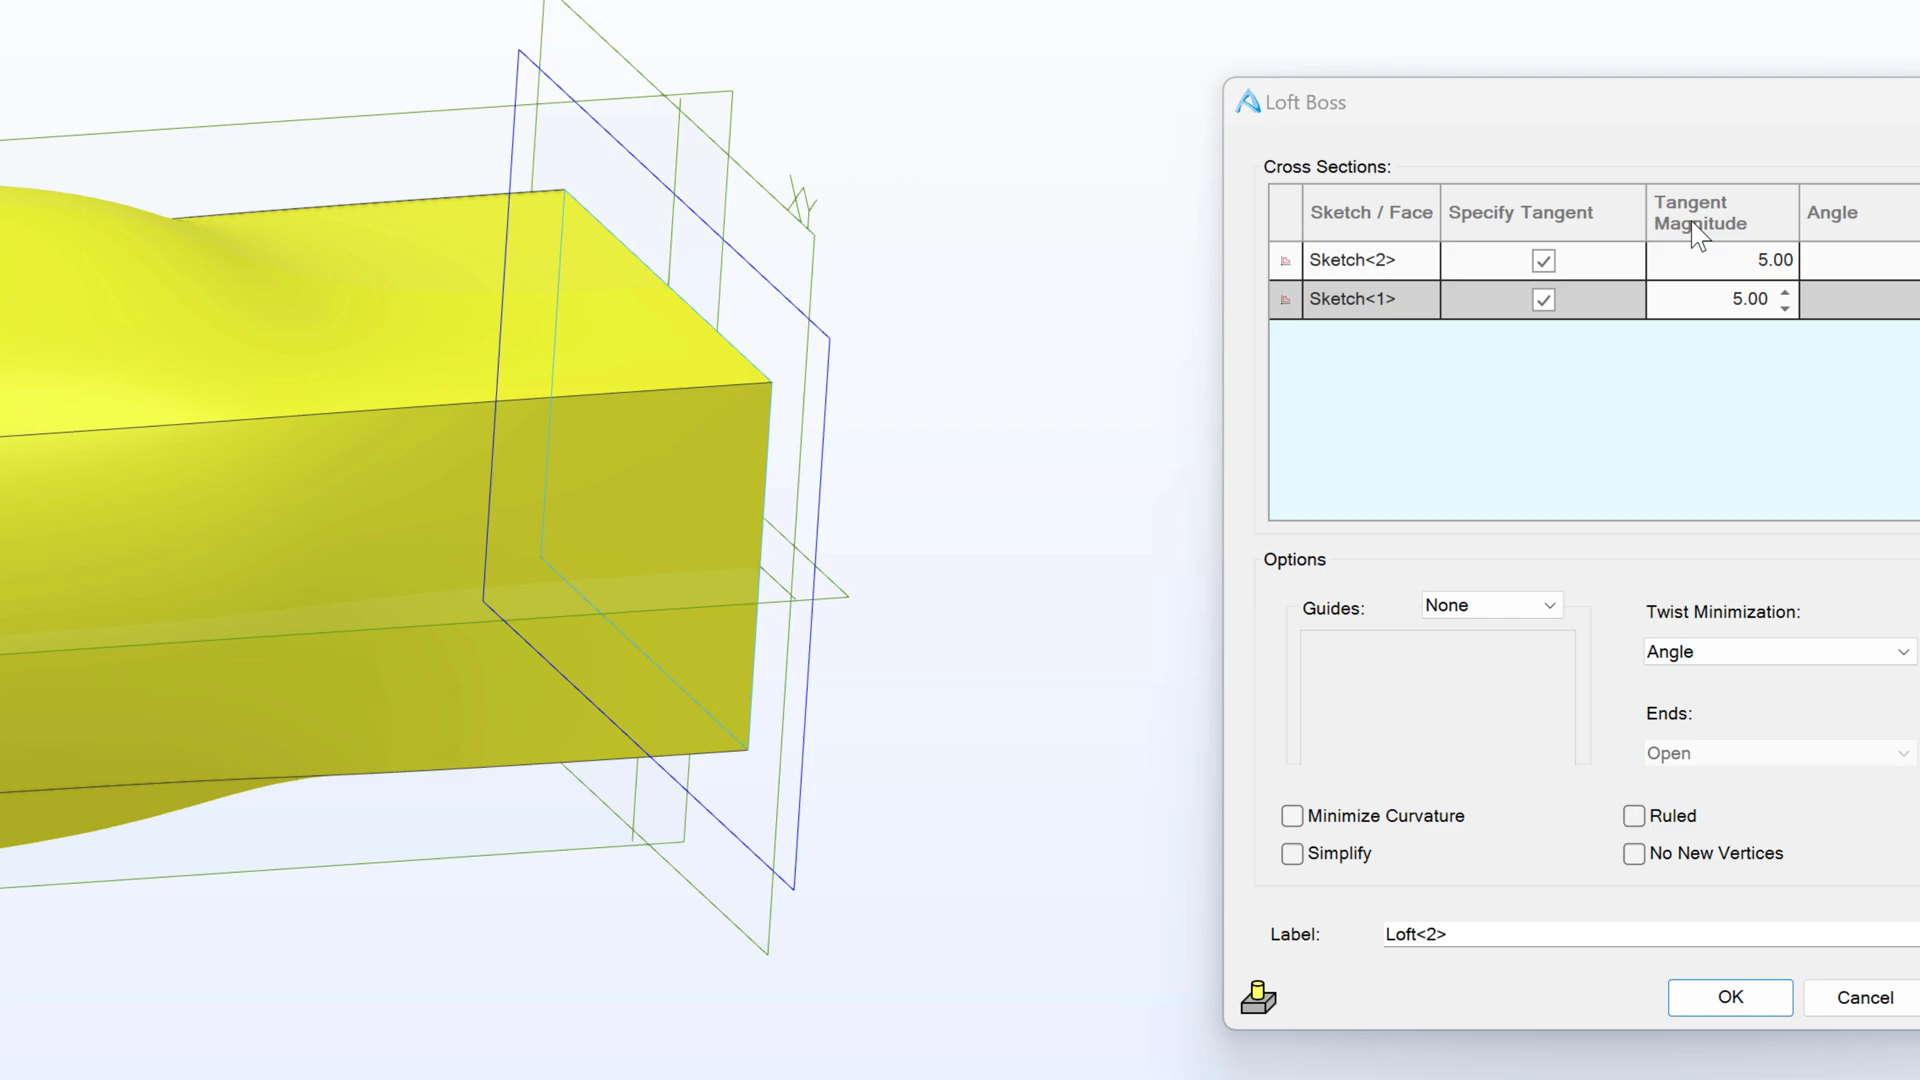 Loft Boss
Cross Sections:
Sketch / Face Specify Tangent Tangent Magnitude Angle
Sketch<2> 5.00
Sketch<1> 5.00
Options
Guides: None
Twist Minimization:
Angle
Ends:
Open
Minimize Curvature Ruled
Simplify No New Vertices
Label: Loft<2>
OK Cancel